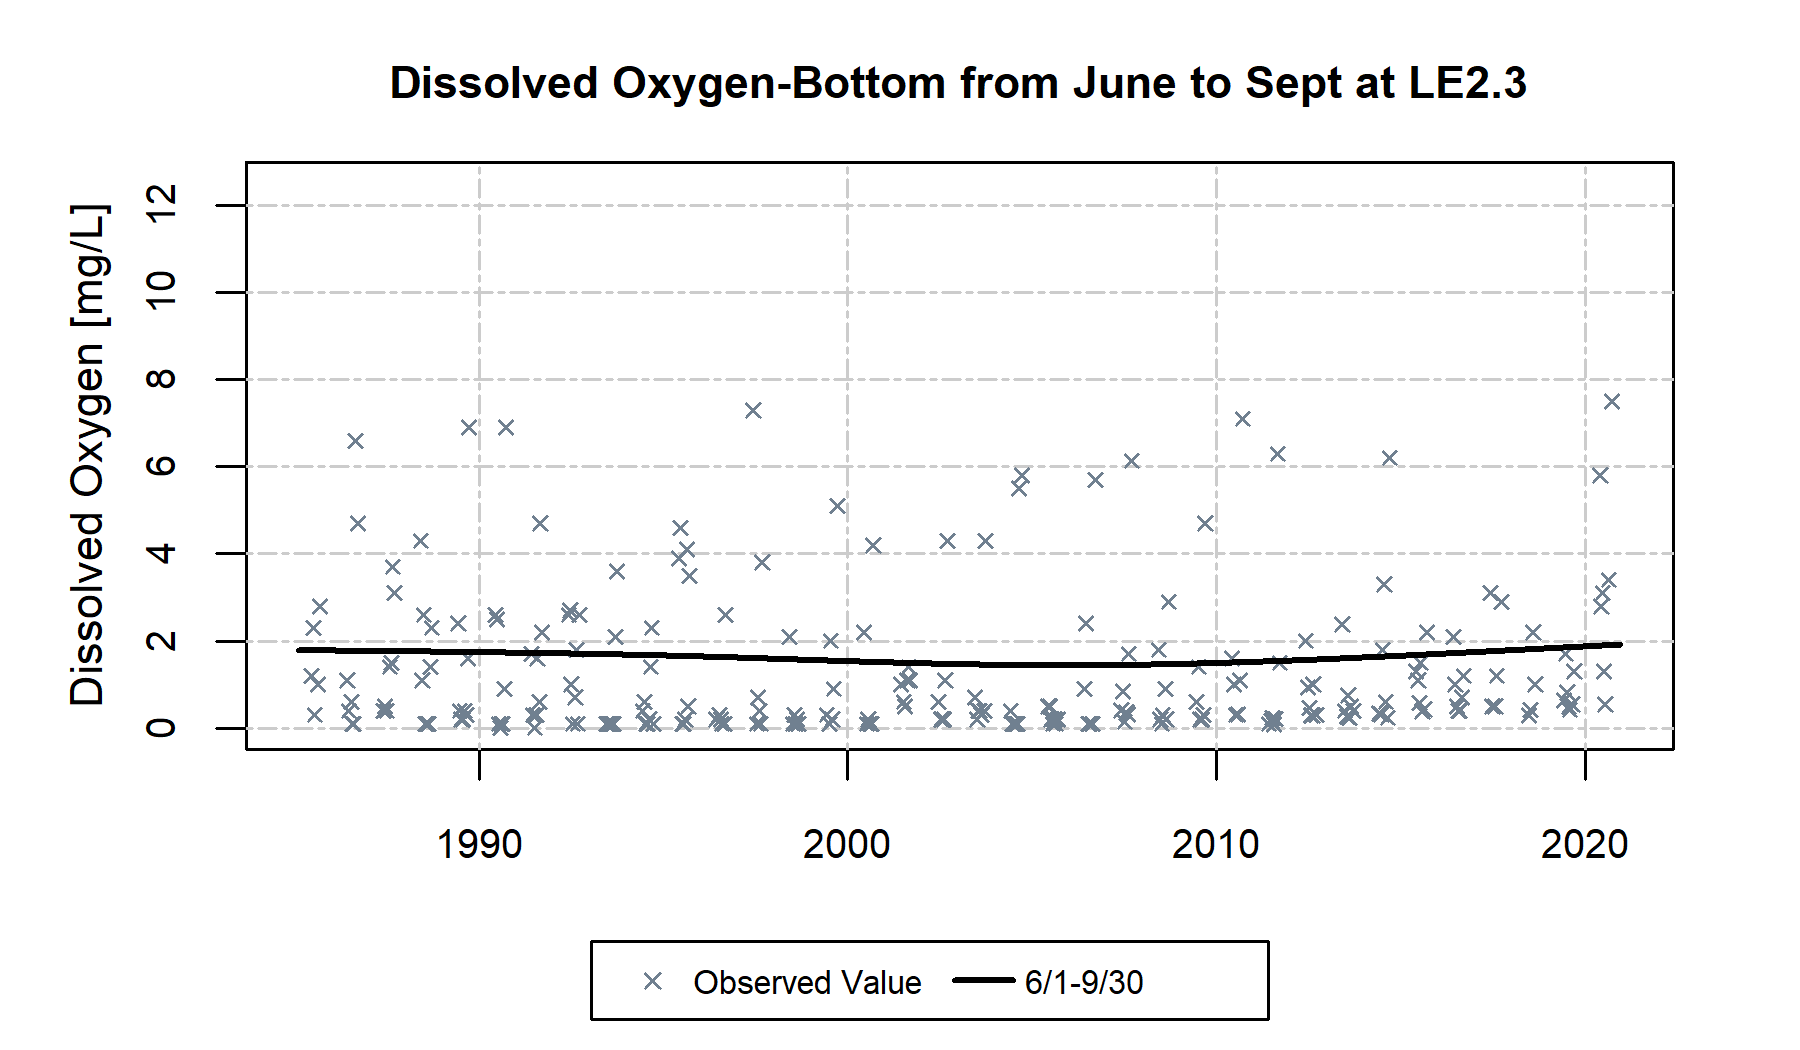 Dissolved Oxygen-Bottom from June to Sept at LE2.3
Dissolved Oxygen [mg/L]
12
10
8
6
4
2
0
1990 2000 2010 2020
Observed Value 6/1-9/30